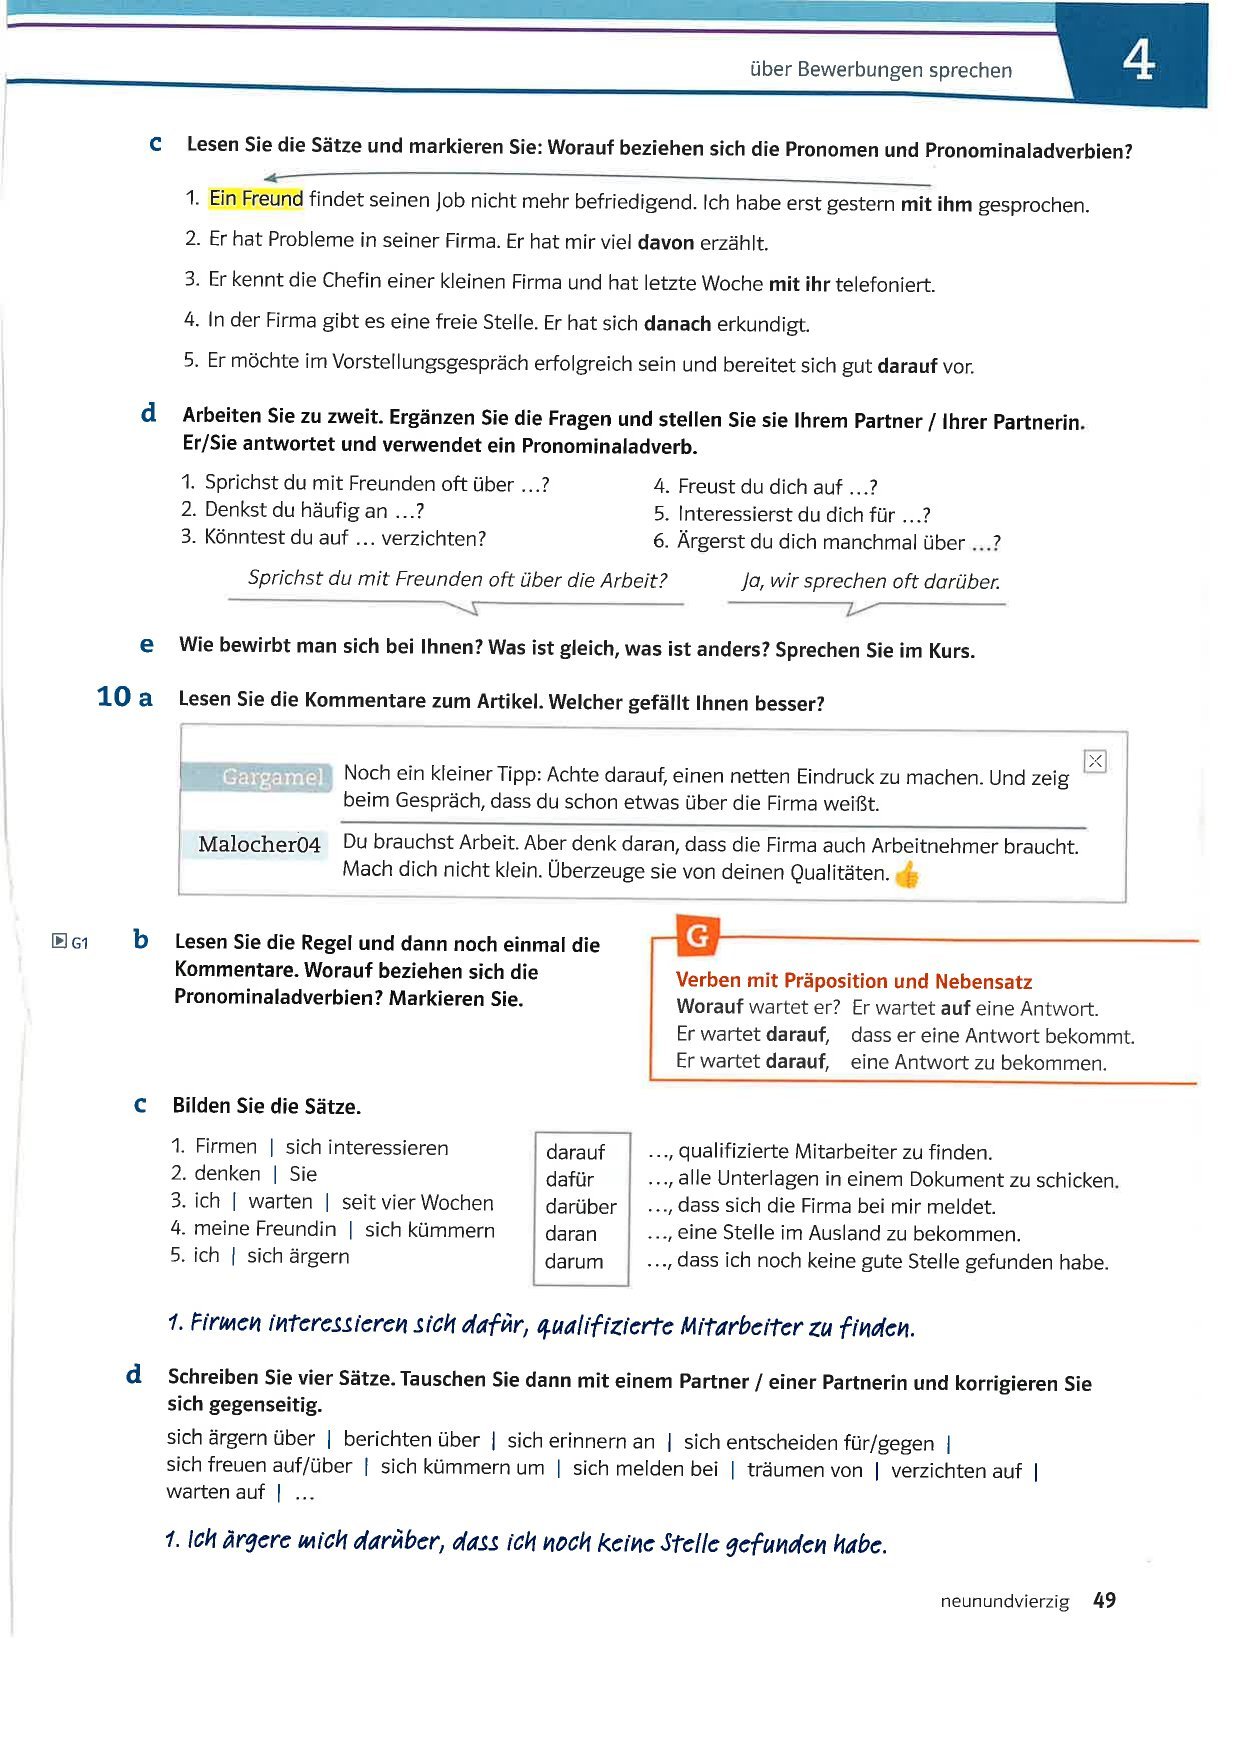 über Bewerbungen sprechen
4
c Lesen Sie die Sätze und markieren Sie: Worauf beziehen sich die Pronomen und Pronominaladverbien?
1. Ein Freund findet seinen Job nicht mehr befriedigend. Ich habe erst gestern mit ihm gesprochen.
2. Er hat Probleme in seiner Firma. Er hat mir viel davon erzählt.
3. Er kennt die Chefin einer kleinen Firma und hat letzte Woche mit ihr telefoniert.
4. In der Firma gibt es eine freie Stelle. Er hat sich danach erkundigt.
5. Er möchte im Vorstellungsgespräch erfolgreich sein und bereitet sich gut darauf vor.
d Arbeiten Sie zu zweit. Ergänzen Sie die Fragen und stellen Sie sie Ihrem Partner / Ihrer Partnerin.
Er/Sie antwortet und verwendet ein Pronominaladverb.
1. Sprichst du mit Freunden oft über ...?
2. Denkst du häufig an ...?
3. Könntest du auf ... verzichten?
4. Freust du dich auf ...?
5. Interessierst du dich für ...?
6. Ärgerst du dich manchmal über ...?
Sprichst du mit Freunden oft über die Arbeit?
Ja, wir sprechen oft darüber.
e Wie bewirbt man sich bei Ihnen? Was ist gleich, was ist anders? Sprechen Sie im Kurs.
10 a Lesen Sie die Kommentare zum Artikel. Welcher gefällt Ihnen besser?
Gargamel
Noch ein kleiner Tipp: Achte darauf, einen netten Eindruck zu machen. Und zeig
beim Gespräch, dass du schon etwas über die Firma weißt.
Malocher04
Du brauchst Arbeit. Aber denk daran, dass die Firma auch Arbeitnehmer braucht.
Mach dich nicht klein. Überzeuge sie von deinen Qualitäten.
G1
b Lesen Sie die Regel und dann noch einmal die
Kommentare. Worauf beziehen sich die
Pronominaladverbien? Markieren Sie.
G
Verben mit Präposition und Nebensatz
Worauf wartet er? Er wartet auf eine Antwort.
Er wartet darauf, dass er eine Antwort bekommt.
Er wartet darauf, eine Antwort zu bekommen.
c Bilden Sie die Sätze.
1. Firmen | sich interessieren
2. denken | Sie
3. ich | warten | seit vier Wochen
4. meine Freundin | sich kümmern
5. ich | sich ärgern
darauf
dafür
darüber
daran
darum
..., qualifizierte Mitarbeiter zu finden.
..., alle Unterlagen in einem Dokument zu schicken.
..., dass sich die Firma bei mir meldet.
..., eine Stelle im Ausland zu bekommen.
..., dass ich noch keine gute Stelle gefunden habe.
1. Firmen interessieren sich dafür, qualifizierte Mitarbeiter zu finden.
d Schreiben Sie vier Sätze. Tauschen Sie dann mit einem Partner / einer Partnerin und korrigieren Sie
sich gegenseitig.
sich ärgern über | berichten über | sich erinnern an | sich entscheiden für/gegen |
sich freuen auf/über | sich kümmern um | sich melden bei | träumen von | verzichten auf |
warten auf | ...
1. Ich ärgere mich darüber, dass ich noch keine Stelle gefunden habe.
neunundvierzig 49